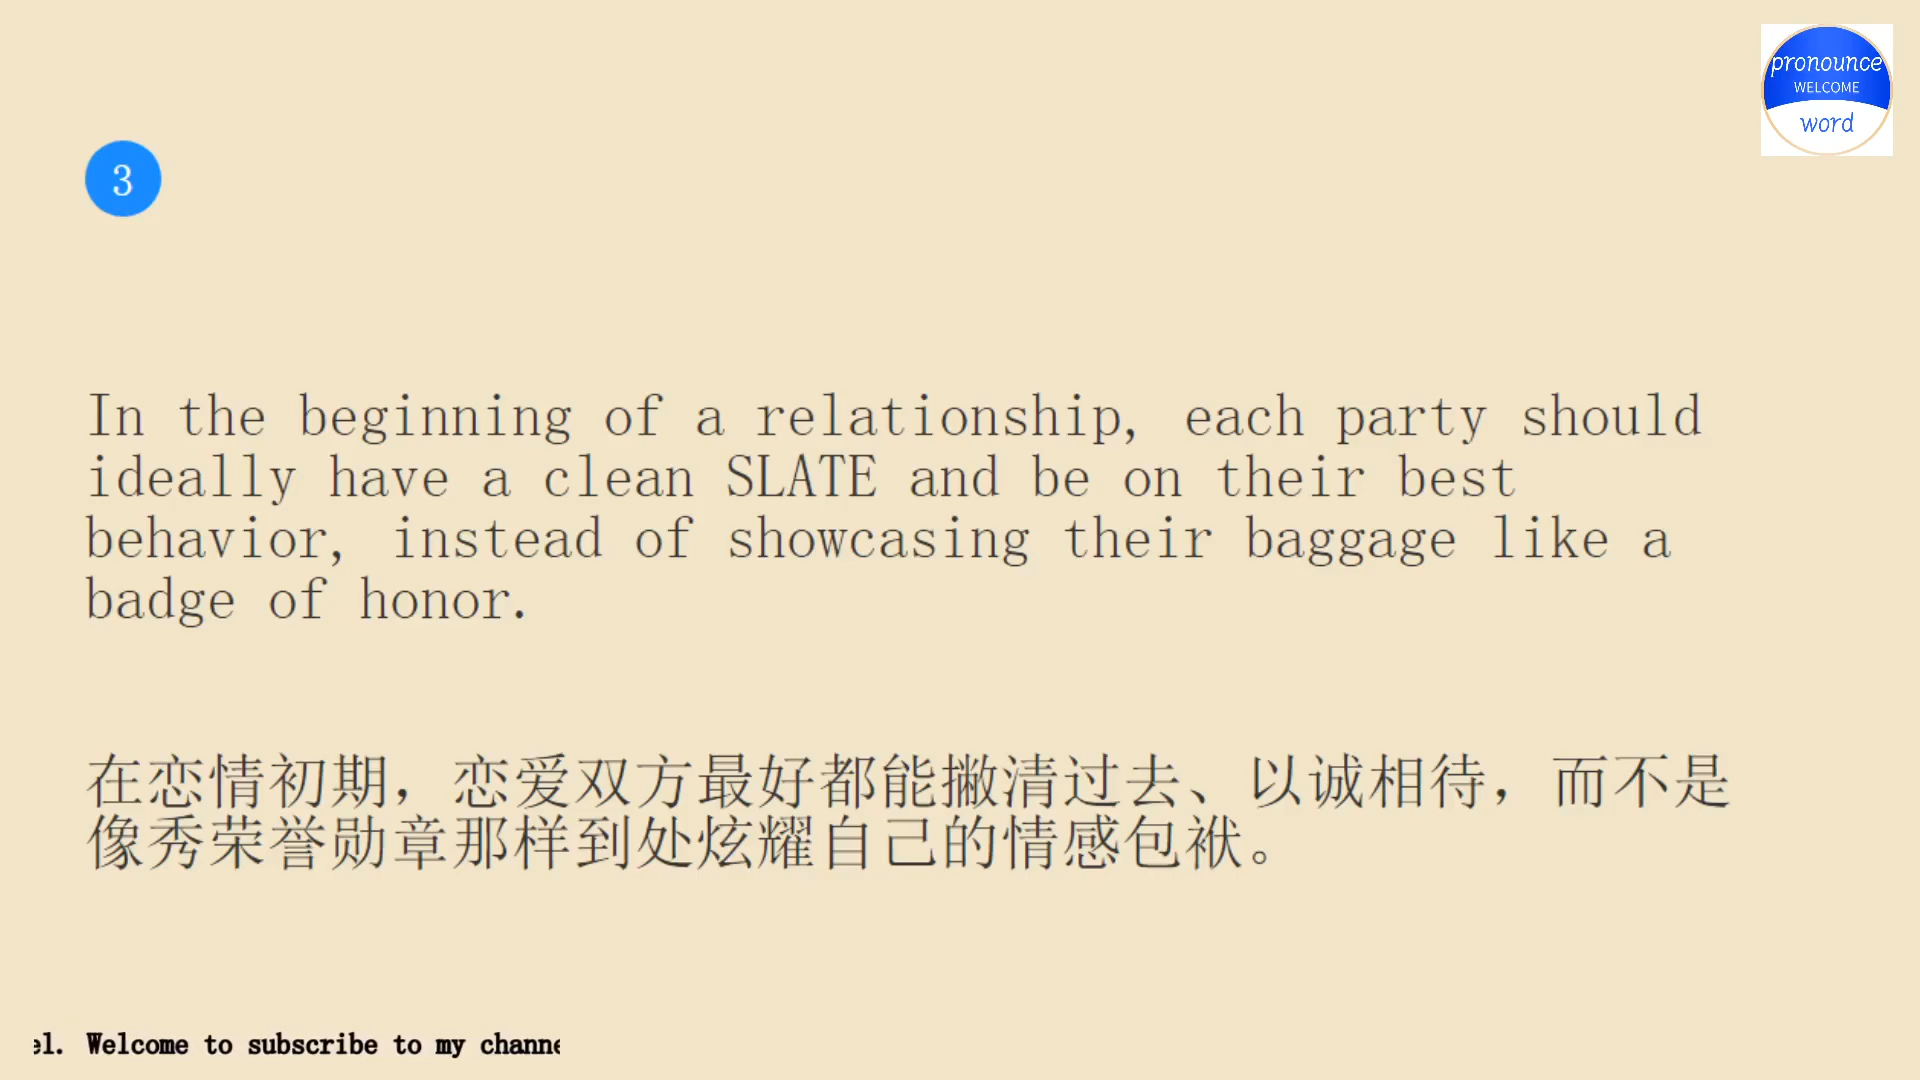 pronounce
WELCOME
word
3
In the beginning of a relationship, each party should
ideally have a clean SLATE and be on their best
behavior, instead of showcasing their baggage like a
badge of honor.
在恋情初期，恋爱双方最好都能撇清过去、以诚相待，而不是
像秀荣誉勋章那样到处炫耀自己的情感包袱。
el. Welcome to subscribe to my channe